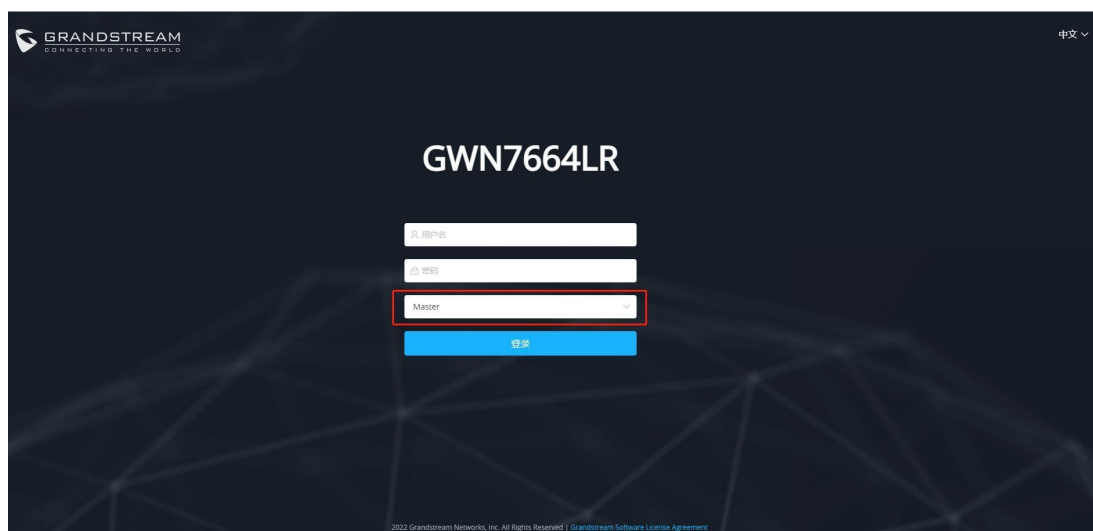 GRANDSTREAM
CONNECTING THE WORLD
中文
GWN7664LR
用户名
密码
Master
登录
2022 Grandstream Networks, Inc. All Rights Reserved | Grandstream Software License Agreement